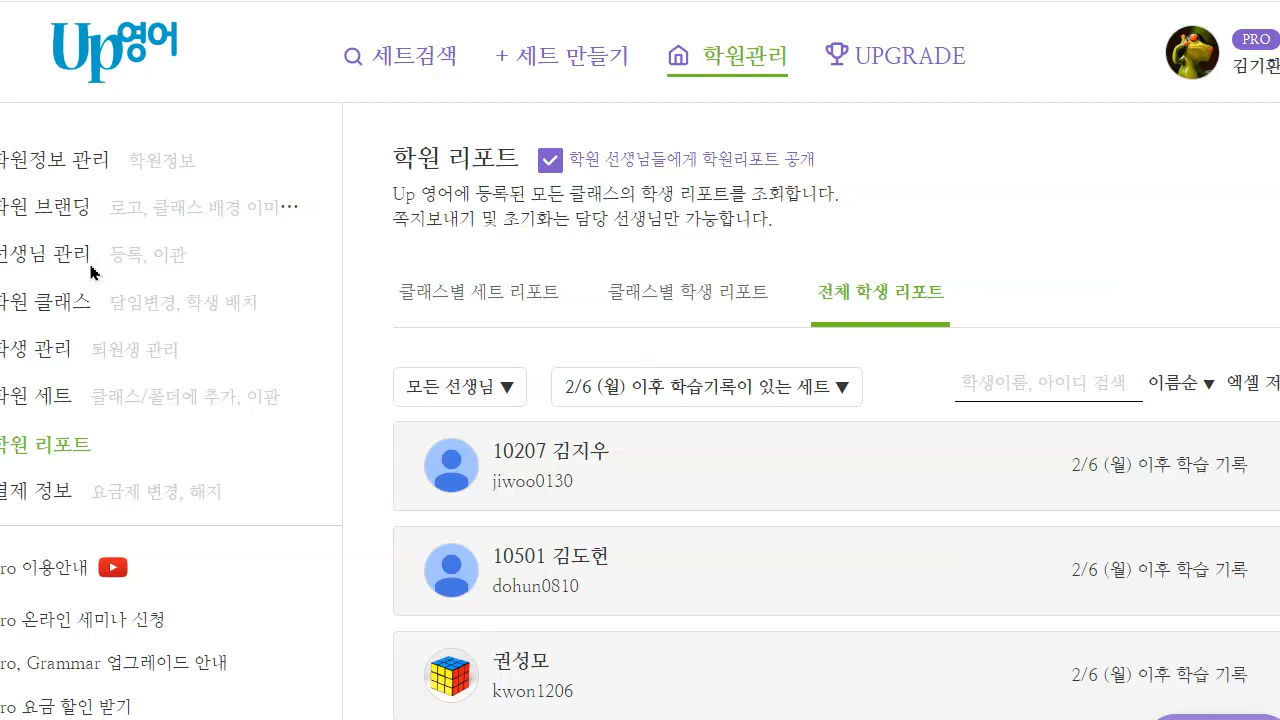 Up영어
세트검색
+ 세트 만들기
학원관리
UPGRADE
PRO
김기환
학원정보 관리 학원정보
학원 브랜딩 로고, 클래스 배경 이미…
선생님 관리 등록, 이관
학원 클래스 담임변경, 학생 배치
학생 관리 퇴원생 관리
학원 세트 클래스/폴더에 추가, 이관
학원 리포트
결제 정보 요금제 변경, 해지
ro 이용안내
ro 온라인 세미나 신청
ro, Grammar 업그레이드 안내
ro 요금 할인 받기
학원 리포트 학원 선생님들에게 학원리포트 공개
Up 영어에 등록된 모든 클래스의 학생 리포트를 조회합니다.
쪽지보내기 및 초기화는 담당 선생님만 가능합니다.
클래스별 세트 리포트 클래스별 학생 리포트 전체 학생 리포트
모든 선생님 ▼ 2/6 (월) 이후 학습기록이 있는 세트 ▼ 학생이름, 아이디 검색 이름순 ▼ 엑셀 저
10207 김지우
jiwoo0130
2/6 (월) 이후 학습 기록
10501 김도헌
dohun0810
2/6 (월) 이후 학습 기록
권성모
kwon1206
2/6 (월) 이후 학습 기록